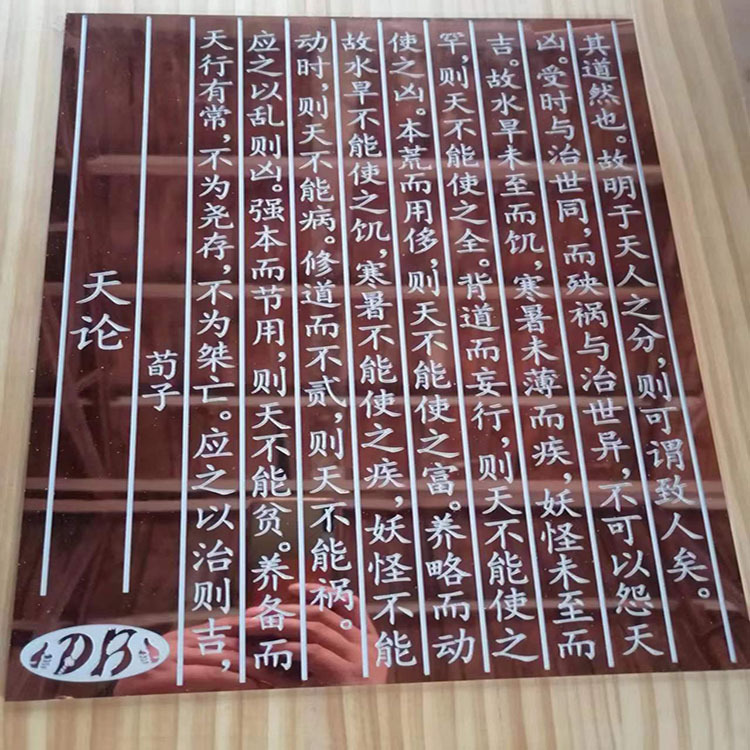 天论
荀子
天行有常，不为尧存，不为桀亡。应之以治则吉，
应之以乱则凶。强本而节用，则天不能贫。养备而
动时，则天不能病。修道而不贰，则天不能祸。
故水旱不能使之饥，寒暑不能使之疾，妖怪不能
使之凶。本荒而用侈，则天不能使之富。养略而动
罕，则天不能使之全。背道而妄行，则天不能使之
吉。故水旱未至而饥，寒暑未薄而疾，妖怪未至而
凶。受时与治世同，而殃祸与治世异，不可以怨天
其道然也。故明于天人之分，则可谓致人矣。
DB